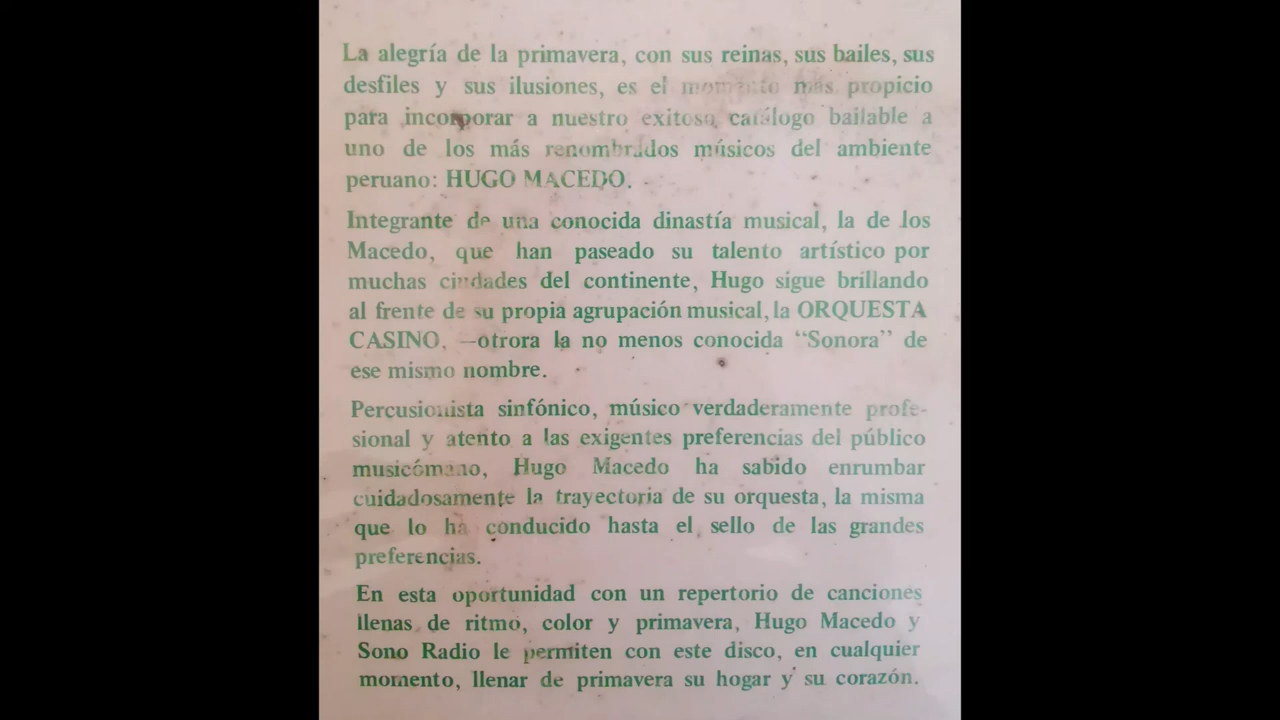 La alegría de la primavera, con sus reinas, sus bailes, sus
desfiles y sus ilusiones, es el momento más propicio
para incorporar a nuestro exitoso catálogo bailable a
uno de los más renombrados músicos del ambiente
peruano: HUGO MACEDO.
Integrante de una conocida dinastía musical, la de los
Macedo, que han paseado su talento artístico por
muchas ciudades del continente, Hugo sigue brillando
al frente de su propia agrupación musical, la ORQUESTA
CASINO, —otrora la no menos conocida “Sonora” de
ese mismo nombre.
Percusionista sinfónico, músico verdaderamente profe-
sional y atento a las exigentes preferencias del público
musicómano, Hugo Macedo ha sabido enrumbar
cuidadosamente la trayectoria de su orquesta, la misma
que lo ha conducido hasta el sello de las grandes
preferencias.
En esta oportunidad con un repertorio de canciones
llenas de ritmo, color y primavera, Hugo Macedo y
Sono Radio le permiten con este disco, en cualquier
momento, llenar de primavera su hogar y su corazón.